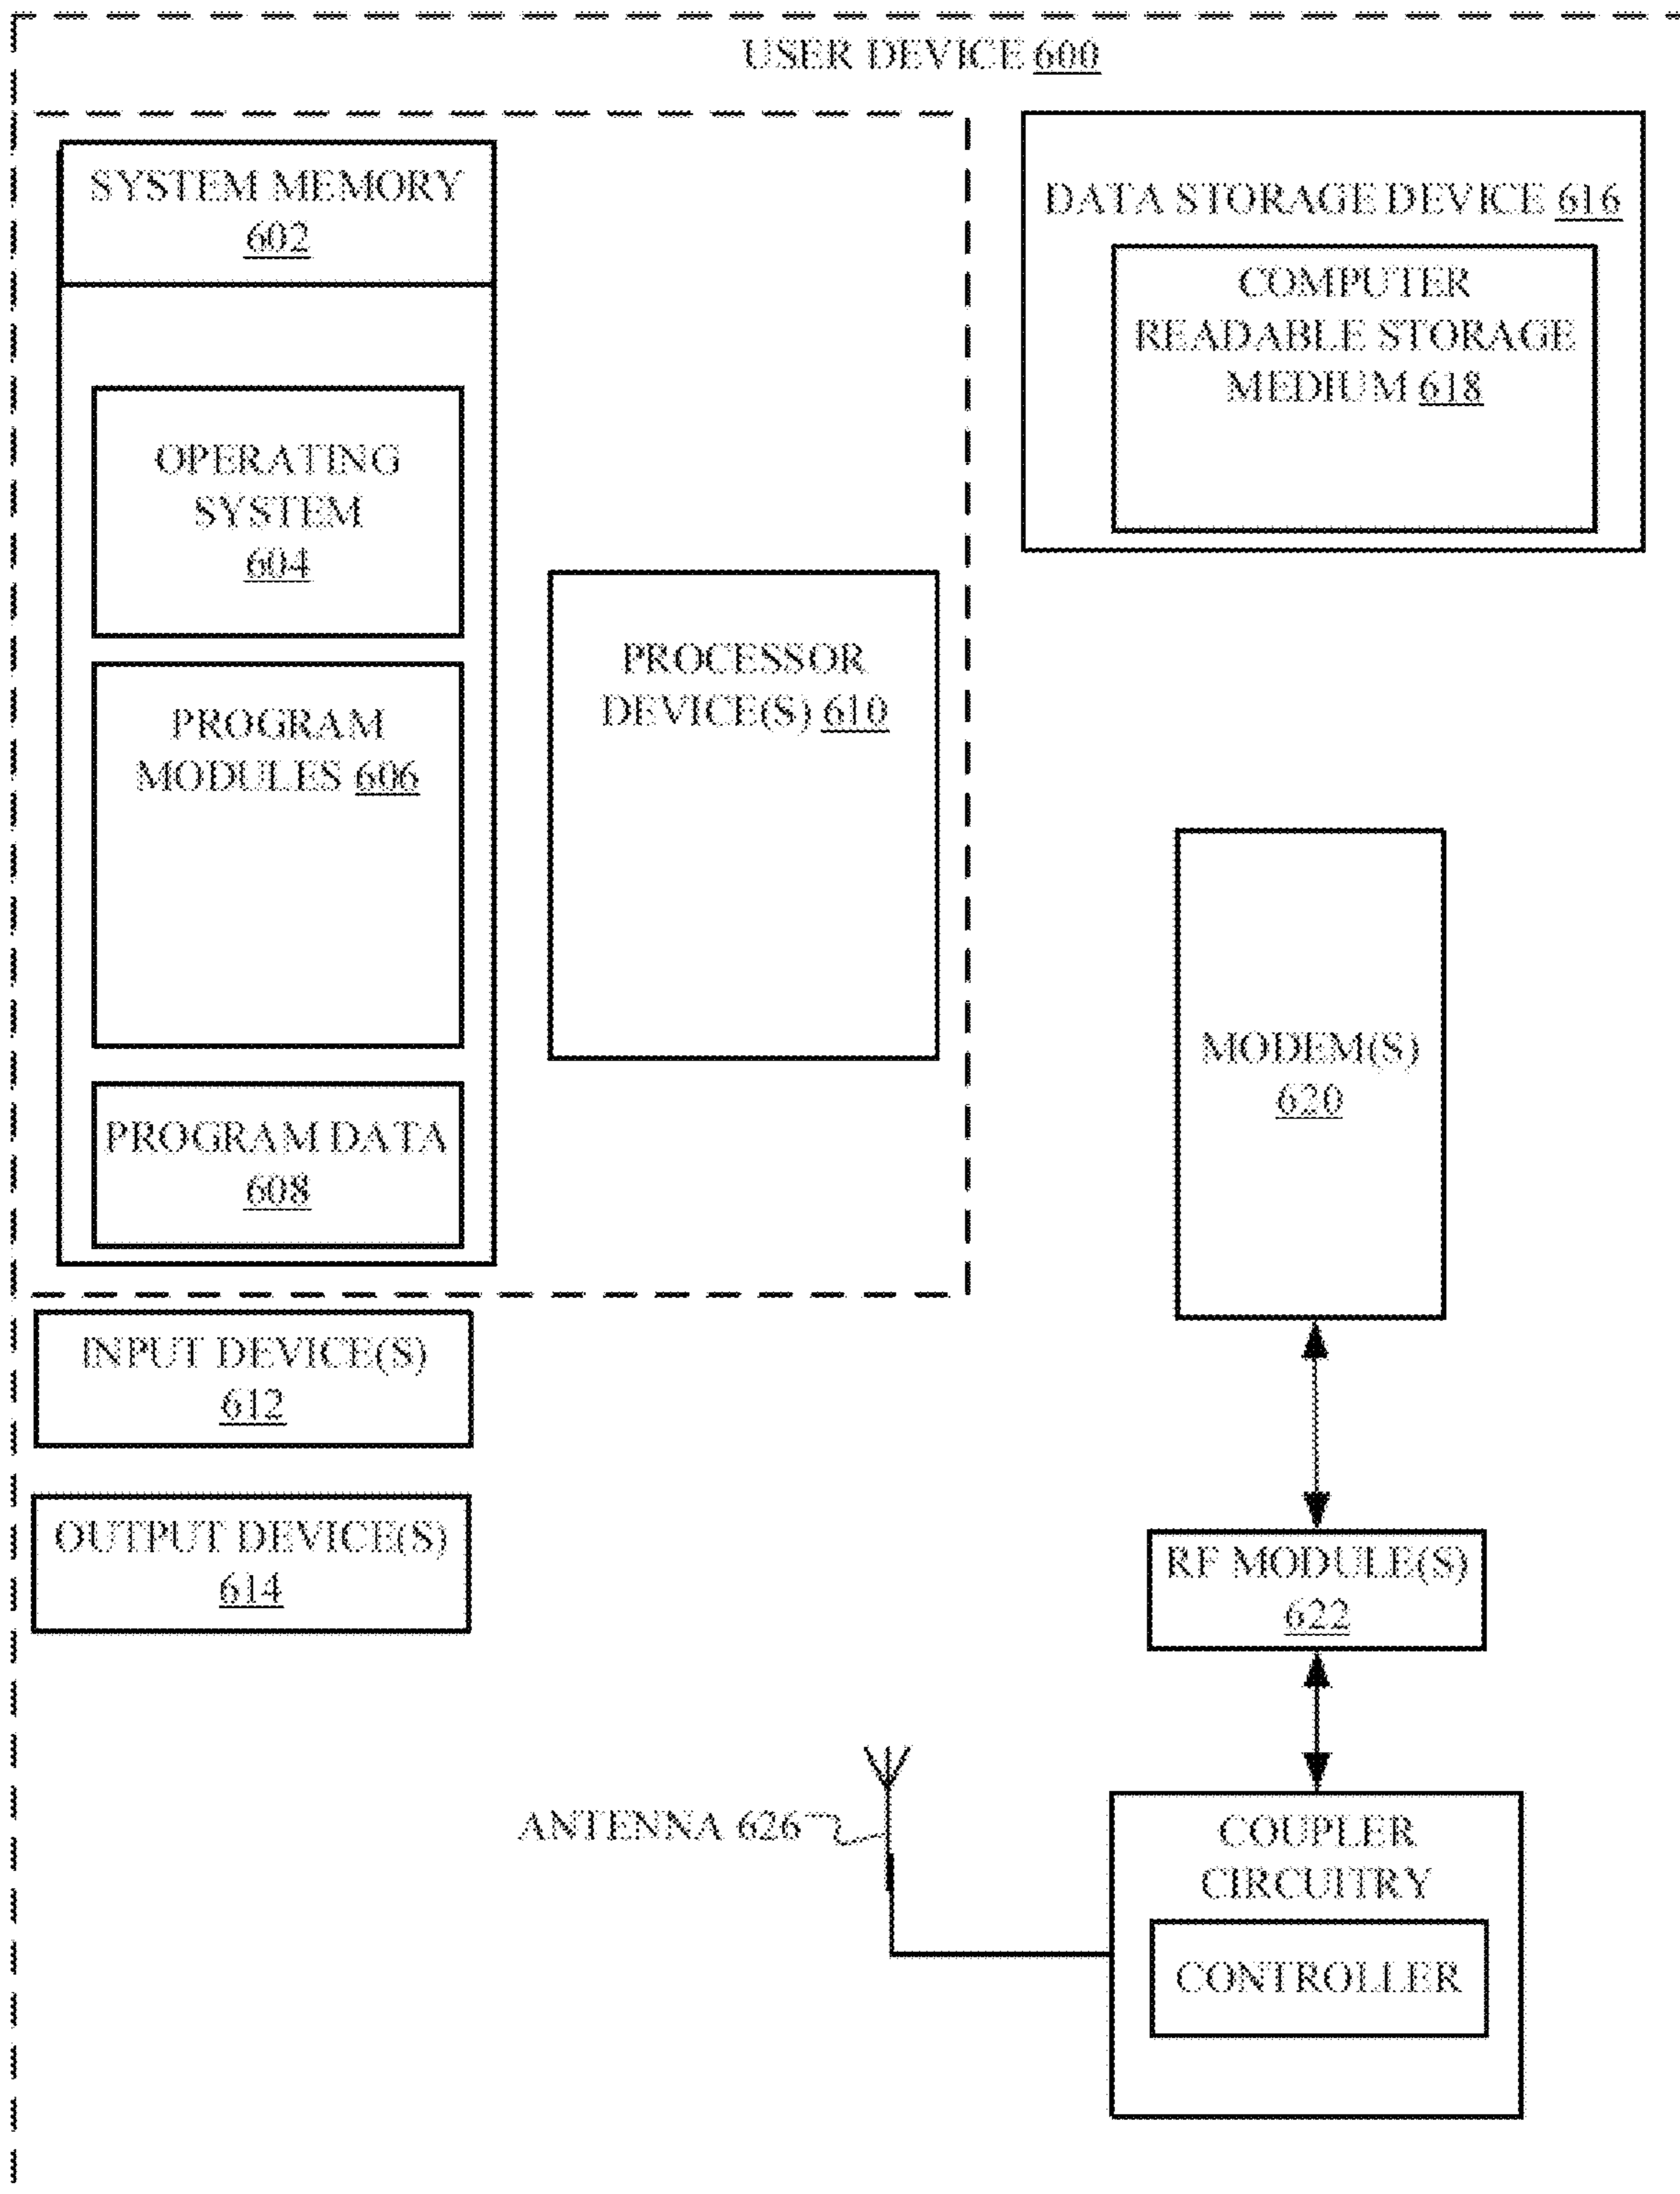 USER DEVICE 600
SYSTEM MEMORY
602
OPERATING
SYSTEM
604
PROGRAM
MODULES 606
PROGRAM DATA
608
PROCESSOR
DEVICE(S) 610
DATA STORAGE DEVICE 616
COMPUTER
READABLE STORAGE
MEDIUM 618
INPUT DEVICE(S)
612
OUTPUT DEVICE(S)
614
MODEM(S)
620
RF MODULE(S)
622
ANTENNA 626
COUPLER
CIRCUITRY
CONTROLLER